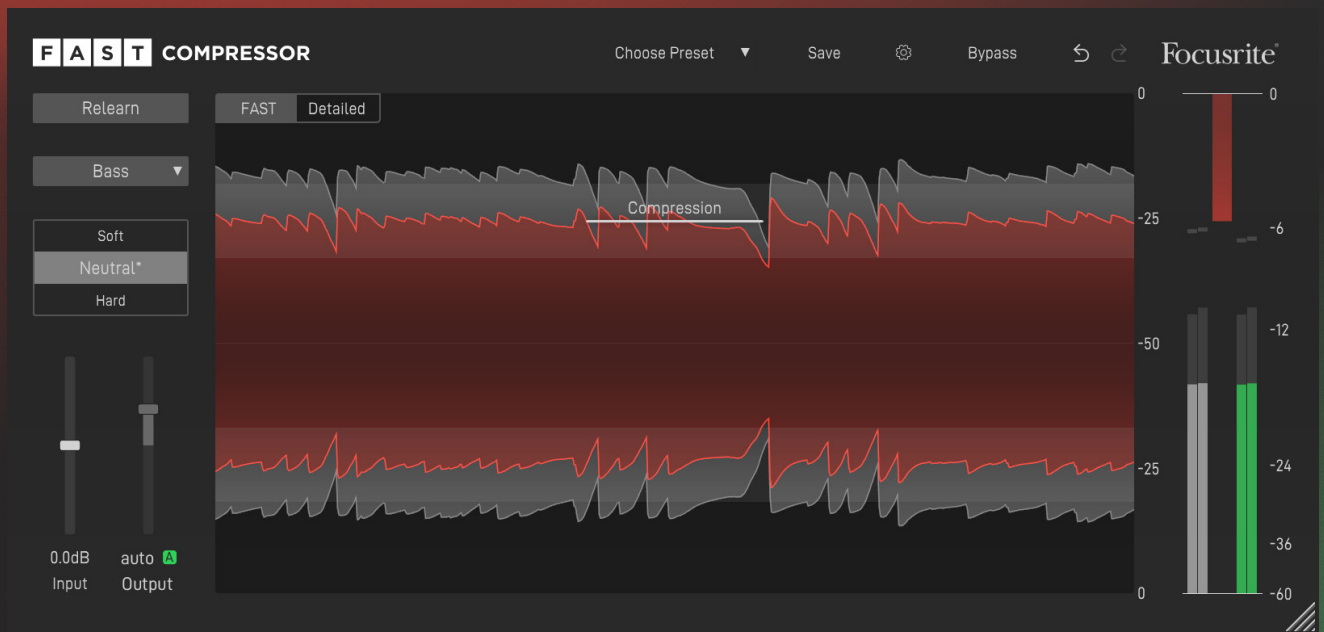 FAST COMPRESSOR
Choose Preset ▼
Save
Bypass
Focusrite®
Relearn
FAST
Detailed
Bass ▼
Soft
Neutral*
Hard
Compression
0.0dB
Input
auto A
Output
0
-25
-50
-25
0
0
-6
-12
-24
-36
-60